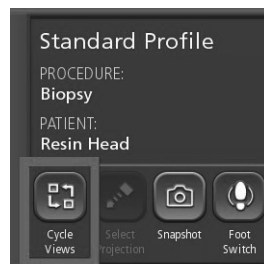 Standard Profile
PROCEDURE:
Biopsy
PATIENT:
Resin Head
Cycle Views
Select Projection
Snapshot
Foot Switch